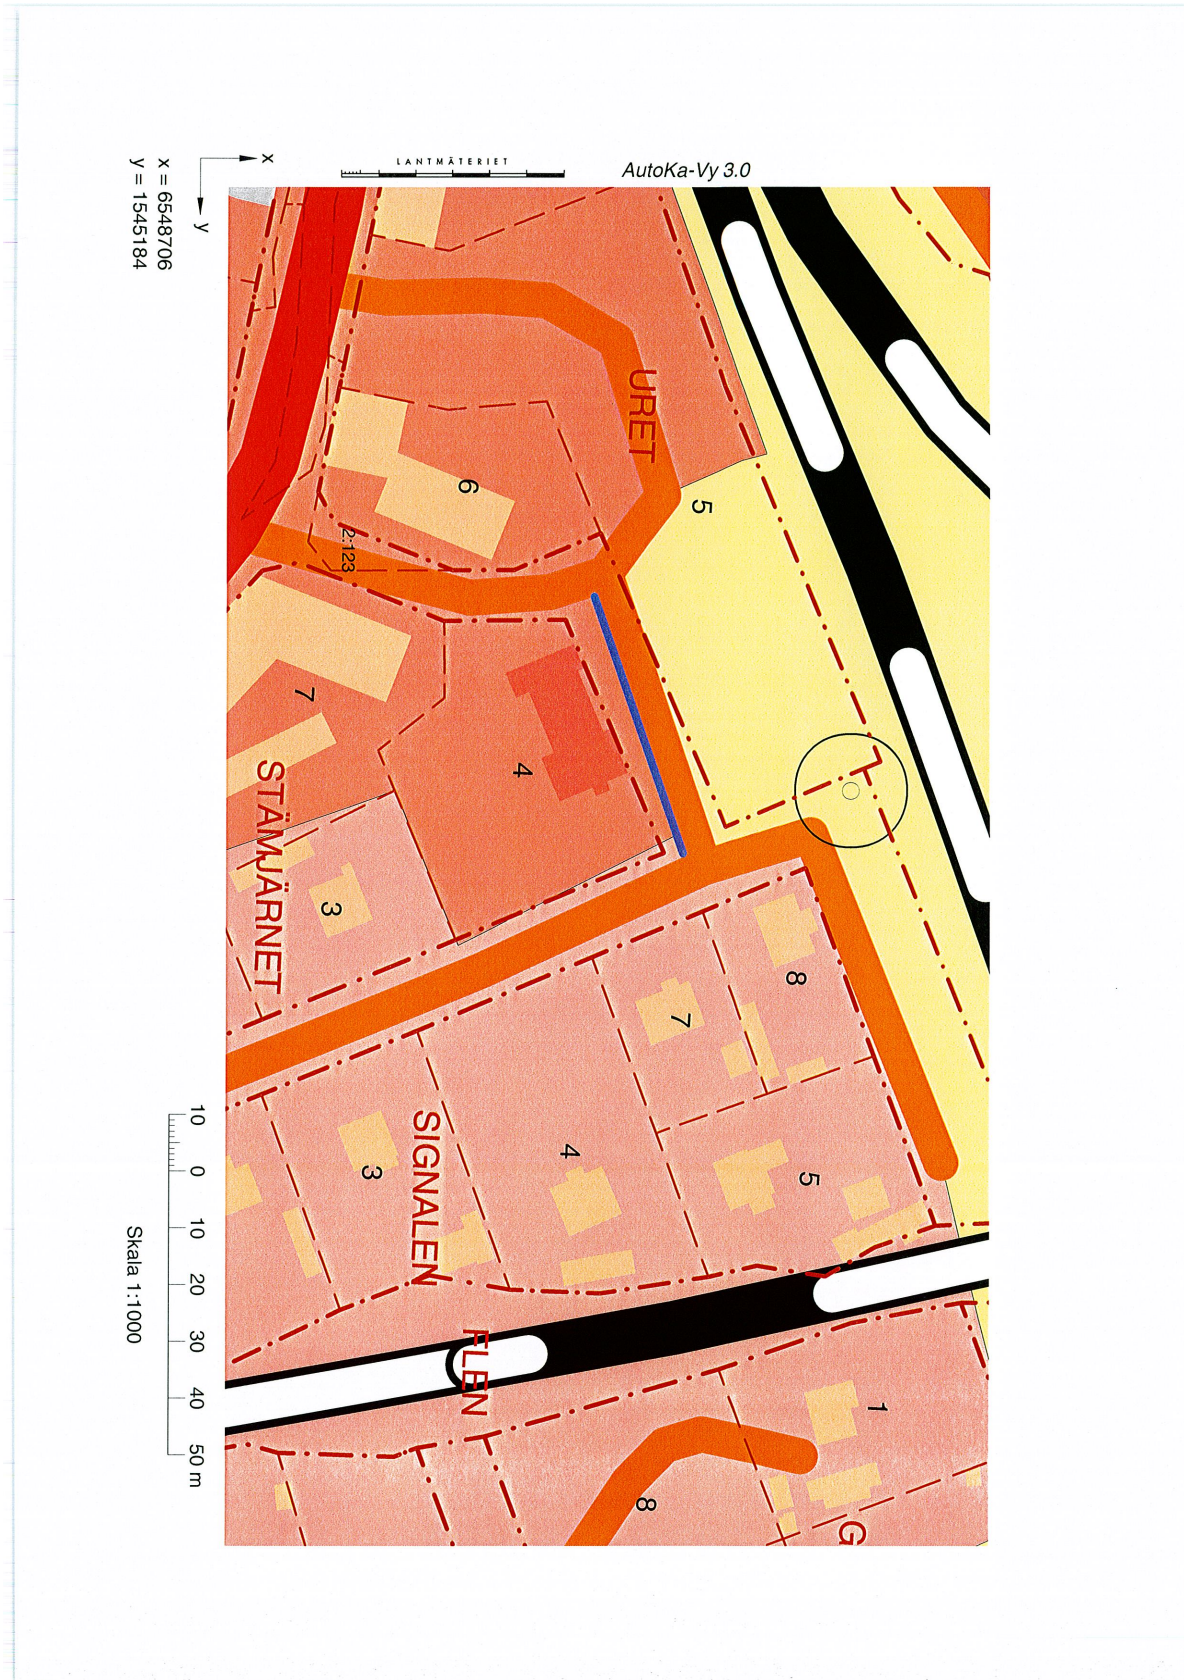 LANTMÄTERIET
AutoKa-Vy 3.0
x
y
x = 6548706
y = 1545184
URET
5
6
2:123
7
4
STÄMJÄRNET
3
8
7
SIGNALEN
3
4
5
FLEN
1
8
G
10 0 10 20 30 40 50 m
Skala 1:1000